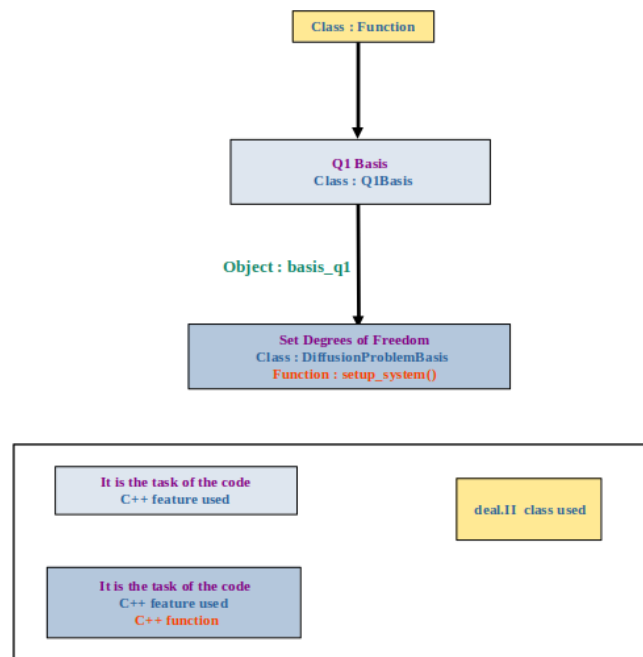 Class : Function
Q1 Basis
Class : Q1Basis
Object : basis_q1
Set Degrees of Freedom
Class : DiffusionProblemBasis
Function : setup_system()
It is the task of the code
C++ feature used
deal.II class used
It is the task of the code
C++ feature used
C++ function